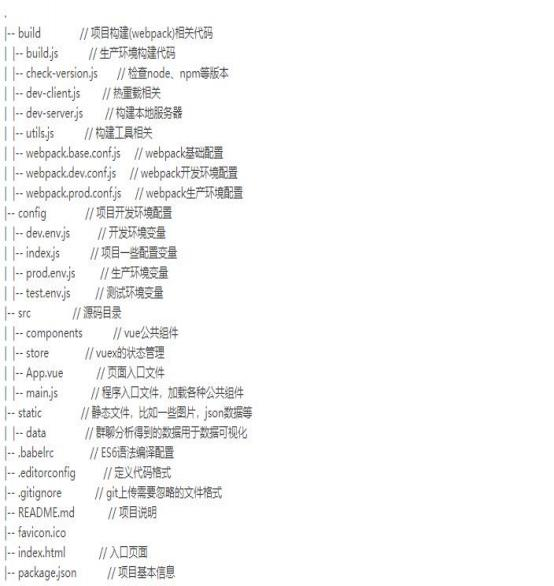 .
|-- build // 项目构建(webpack)相关代码
| |-- build.js // 生产环境构建代码
| |-- check-version.js // 检查node、npm等版本
| |-- dev-client.js // 热重载相关
| |-- dev-server.js // 构建本地服务器
| |-- utils.js // 构建工具相关
| |-- webpack.base.conf.js // webpack基础配置
| |-- webpack.dev.conf.js // webpack开发环境配置
| |-- webpack.prod.conf.js // webpack生产环境配置
|-- config // 项目开发环境配置
| |-- dev.env.js // 开发环境变量
| |-- index.js // 项目一些配置变量
| |-- prod.env.js // 生产环境变量
| |-- test.env.js // 测试环境变量
|-- src // 源码目录
| |-- components // vue公共组件
| |-- store // vuex的状态管理
| |-- App.vue // 页面入口文件
| |-- main.js // 程序入口文件，加载各种公共组件
|-- static // 静态文件，比如一些图片，json数据等
| |-- data // 群聊分析得到的数据用于数据可视化
|-- .babelrc // ES6语法编译配置
|-- .editorconfig // 定义代码格式
|-- .gitignore // git上传需要忽略的文件格式
|-- README.md // 项目说明
|-- favicon.ico
|-- index.html // 入口页面
|-- package.json // 项目基本信息